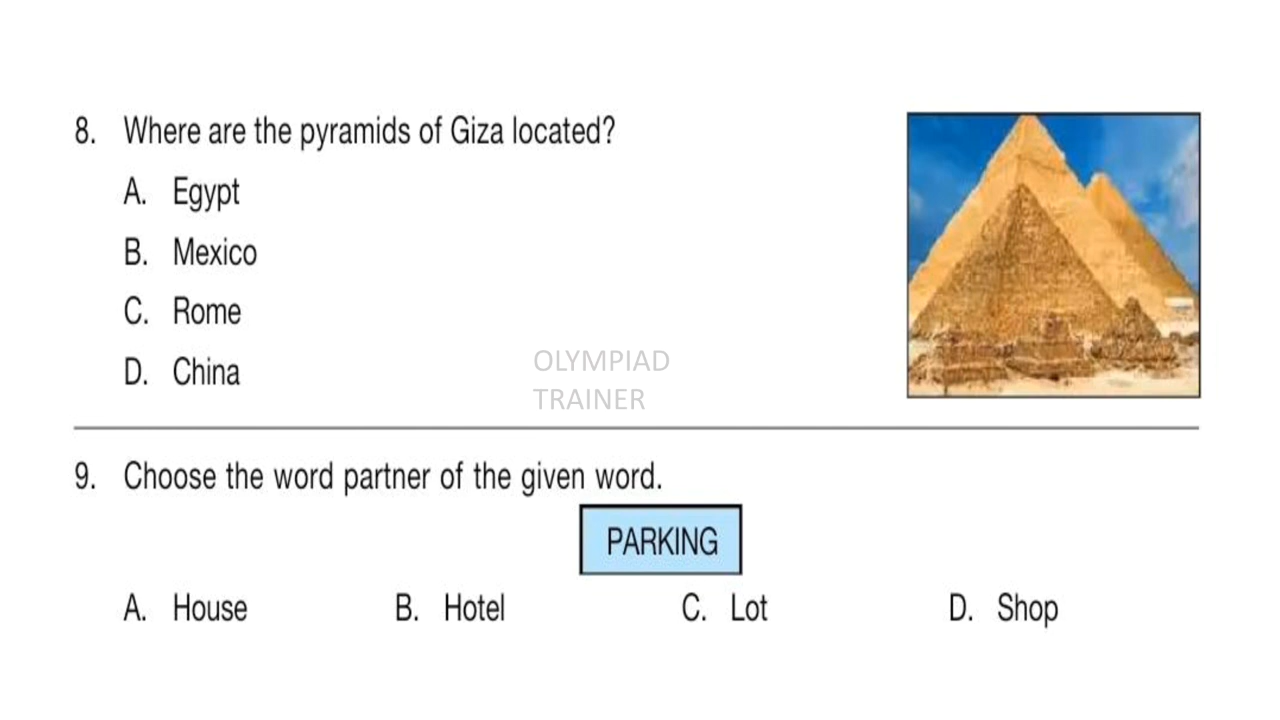 8. Where are the pyramids of Giza located?
A. Egypt
B. Mexico
C. Rome
D. China
OLYMPIAD
TRAINER
9. Choose the word partner of the given word.
PARKING
A. House B. Hotel C. Lot D. Shop